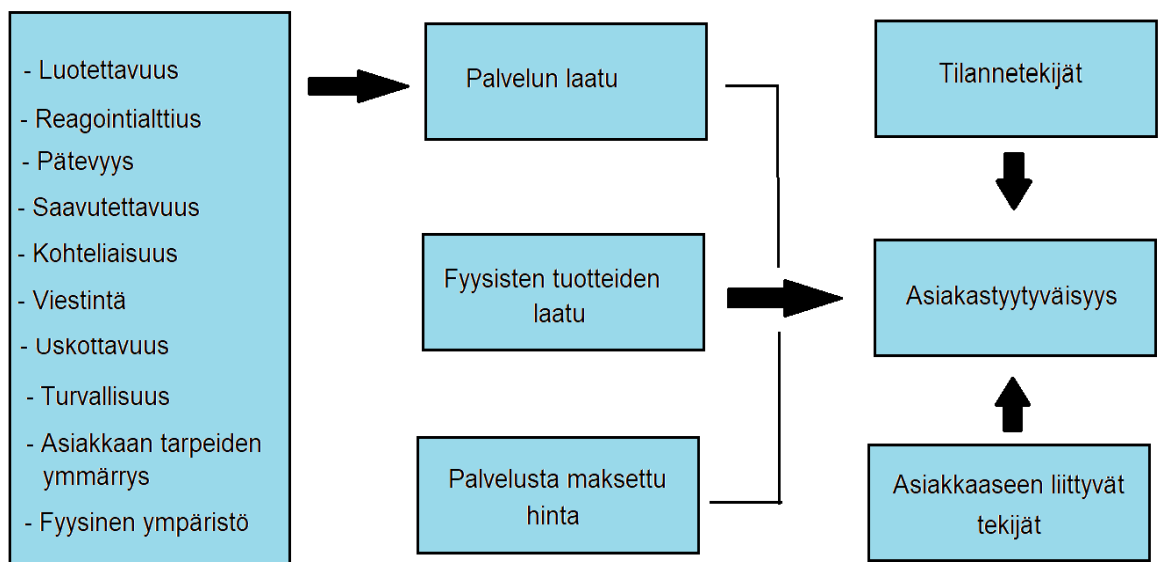 - Luotettavuus
- Reagointialttius
- Pätevyys
- Saavutettavuus
- Kohteliaisuus
- Viestintä
- Uskottavuus
- Turvallisuus
- Asiakkaan tarpeiden
ymmärrys
- Fyysinen ympäristö
Palvelun laatu
Fyysisten tuotteiden
laatu
Palvelusta maksettu
hinta
Tilannetekijät
Asiakastyytyväisyys
Asiakkaaseen liittyvät
tekijät